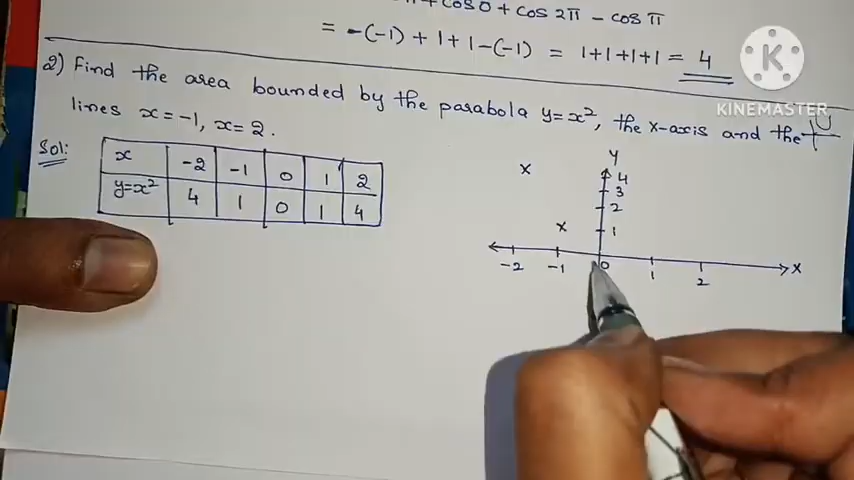 + cos0 + cos 2π - cos π
= -(-1) + 1 + 1 - (-1) = 1+1+1+1 = 4
2) Find the area bounded by the parabola y = x², the x-axis and the
lines x = -1, x = 2.
Sol:
x -2 -1 0 1 2
y=x² 4 1 0 1 4
Y
4
3
2
1
-2 -1 0 1 2 X
K
KINEMASTER